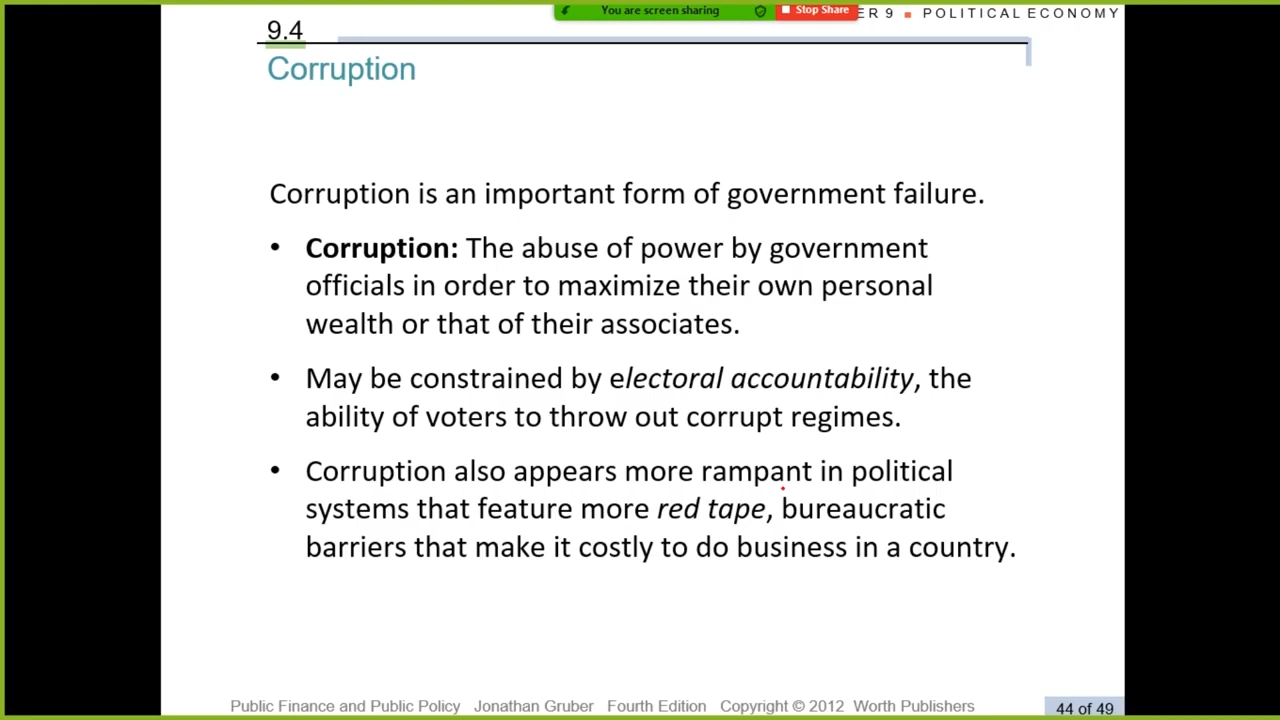 You are screen sharing
Stop Share
ER 9 ■ POLITICAL ECONOMY
9.4
Corruption
Corruption is an important form of government failure.
• Corruption: The abuse of power by government
officials in order to maximize their own personal
wealth or that of their associates.
• May be constrained by electoral accountability, the
ability of voters to throw out corrupt regimes.
• Corruption also appears more rampant in political
systems that feature more red tape, bureaucratic
barriers that make it costly to do business in a country.
Public Finance and Public Policy Jonathan Gruber Fourth Edition Copyright © 2012 Worth Publishers
44 of 49